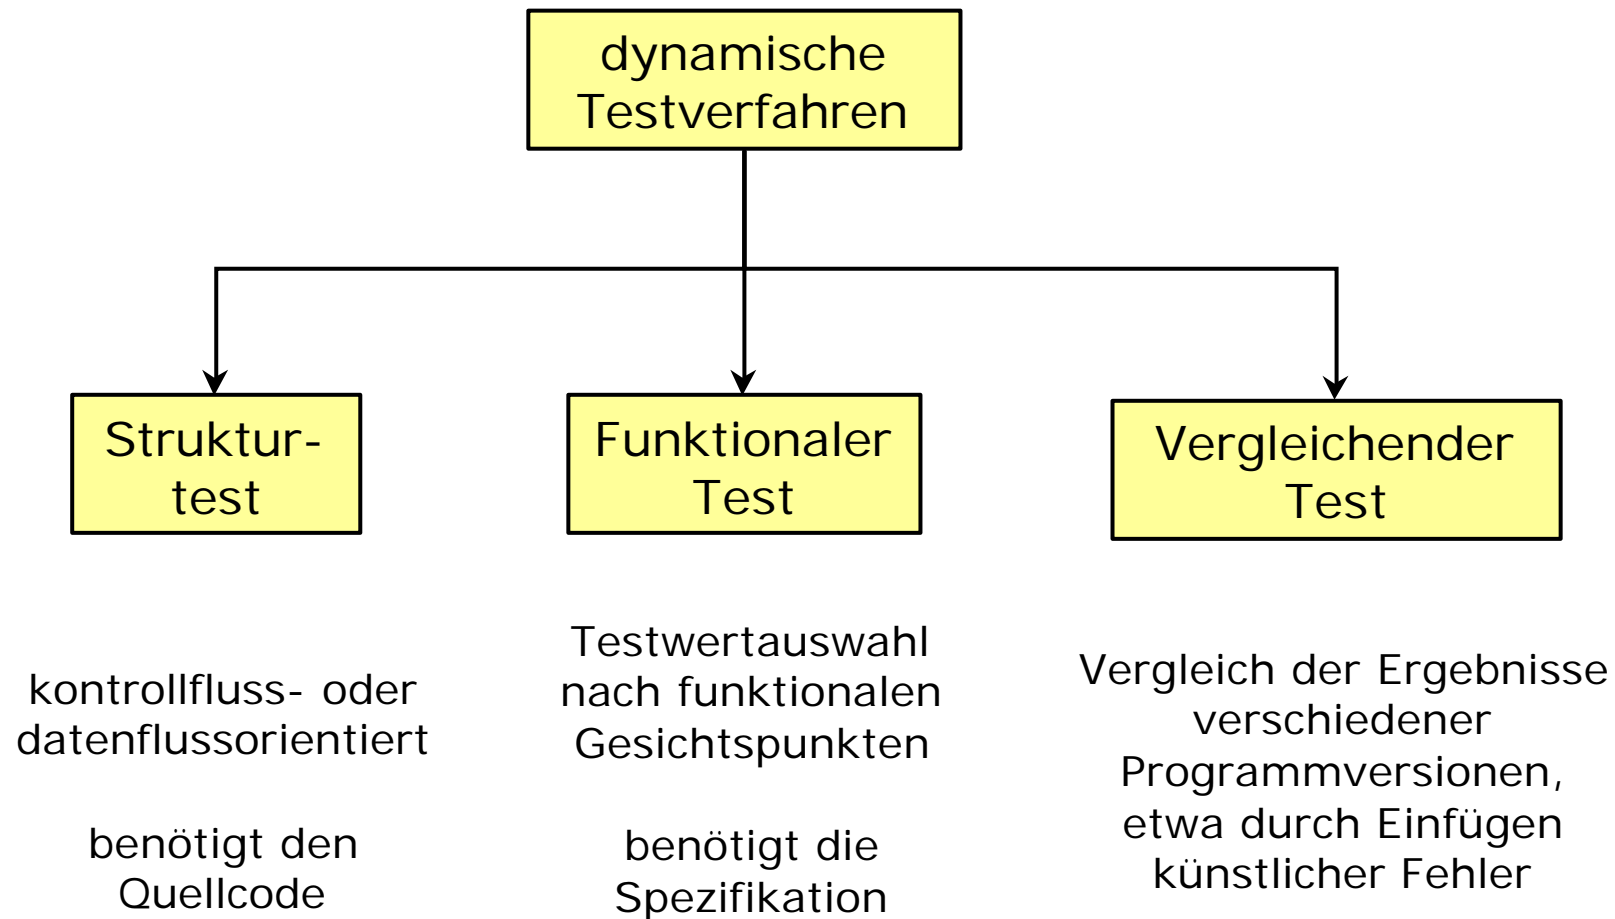 dynamische
Testverfahren
Struktur-
test
Funktionaler
Test
Vergleichender
Test
kontrollfluss- oder
datenflussorientiert
benötigt den
Quellcode
Testwertauswahl
nach funktionalen
Gesichtspunkten
benötigt die
Spezifikation
Vergleich der Ergebnisse
verschiedener
Programmversionen,
etwa durch Einfügen
künstlicher Fehler